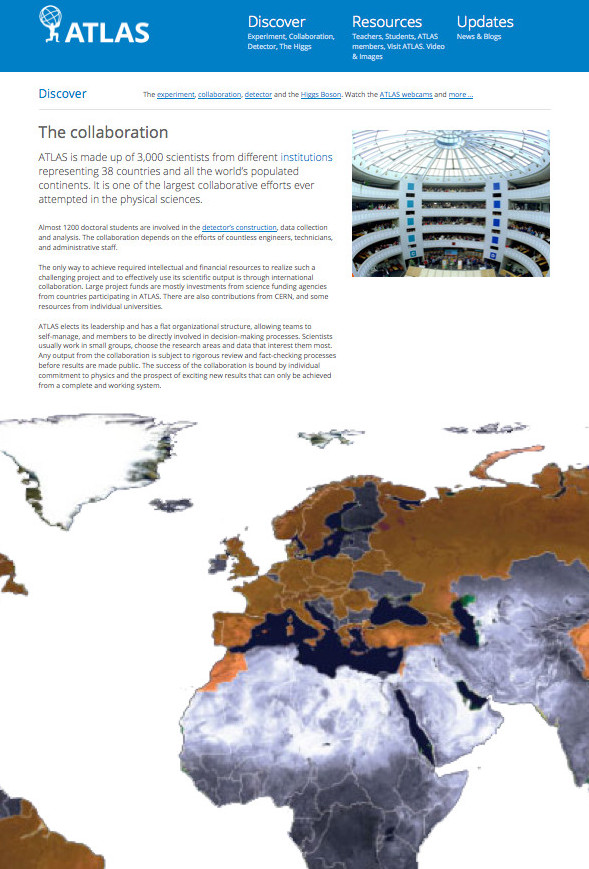 ATLAS
Discover
Experiment, Collaboration,
Detector, The Higgs
Resources
Teachers, Students, ATLAS
members, Visit ATLAS. Video
& Images
Updates
News & Blogs
Discover
The experiment, collaboration, detector and the Higgs Boson. Watch the ATLAS webcams and more ...
The collaboration
ATLAS is made up of 3,000 scientists from different institutions
representing 38 countries and all the world's populated
continents. It is one of the largest collaborative efforts ever
attempted in the physical sciences.
Almost 1200 doctoral students are involved in the detector's construction, data collection
and analysis. The collaboration depends on the efforts of countless engineers, technicians,
and administrative staff.
The only way to achieve required intellectual and financial resources to realize such a
challenging project and to effectively use its scientific output is through international
collaboration. Large project funds are mostly investments from science funding agencies
from countries participating in ATLAS. There are also contributions from CERN, and some
resources from individual universities.
ATLAS elects its leadership and has a flat organizational structure, allowing teams to
self-manage, and members to be directly involved in decision-making processes. Scientists
usually work in small groups, choose the research areas and data that interest them most.
Any output from the collaboration is subject to rigorous review and fact-checking processes
before results are made public. The success of the collaboration is bound by individual
commitment to physics and the prospect of exciting new results that can only be achieved
from a complete and working system.